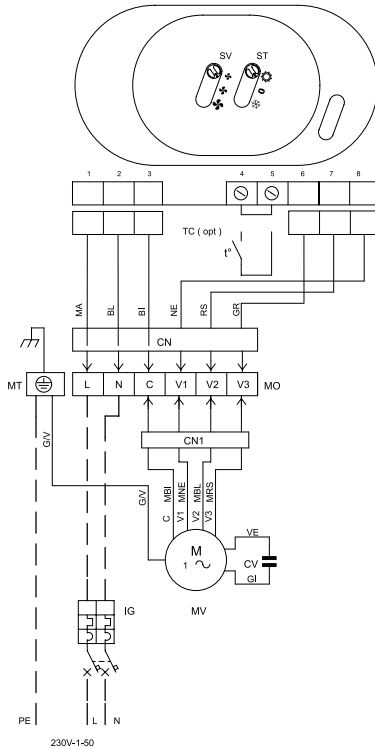 SV ST
0
1 2 3 4 5 6 7 8
TC ( opt )
t°
MA BL BI NE RS GR
CN
MT L N C V1 V2 V3 MO
G/V
CN1
G/V C MBI V1 MNE V2 MBL V3 MRS
M
1
VE
CV
GI
MV
IG
PE L N
230V-1-50